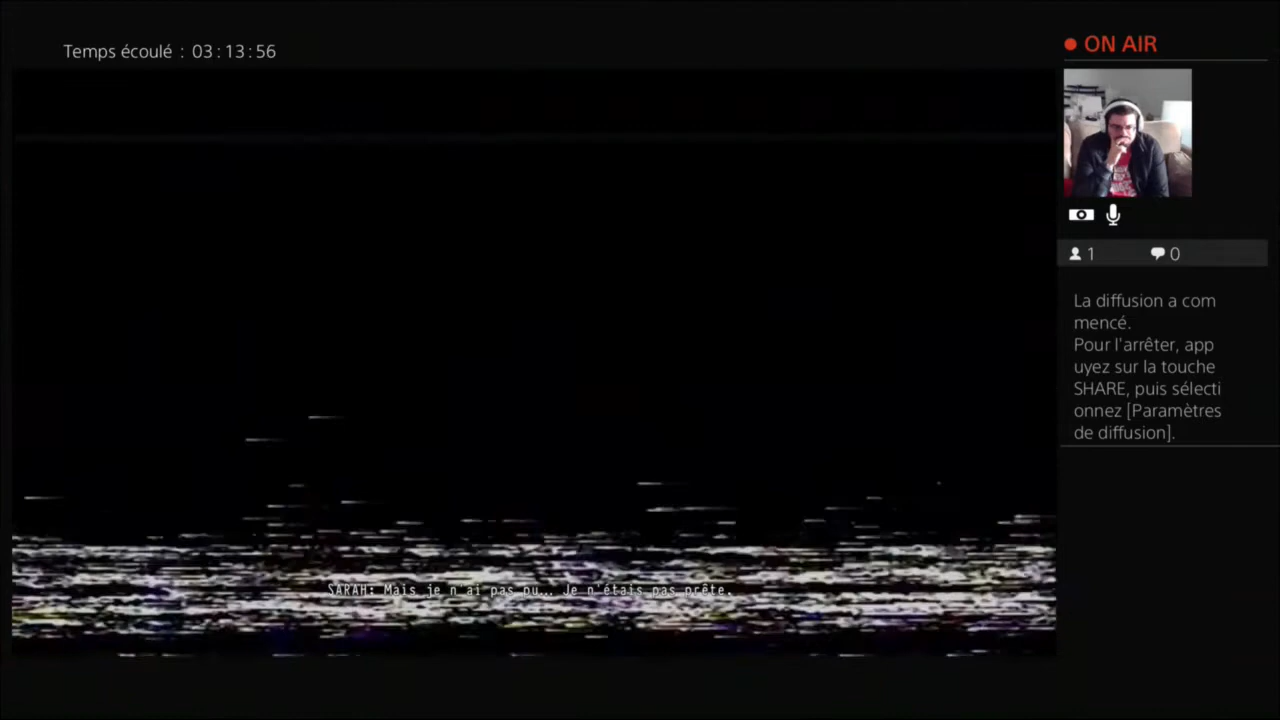 Temps écoulé : 03:13:56
ON AIR
1
0
La diffusion a com
mencé.
Pour l'arrêter, app
uyez sur la touche
SHARE, puis sélecti
onnez [Paramètres
de diffusion].
SARAH: Mais je n'ai pas pu... Je n'étais pas prête.